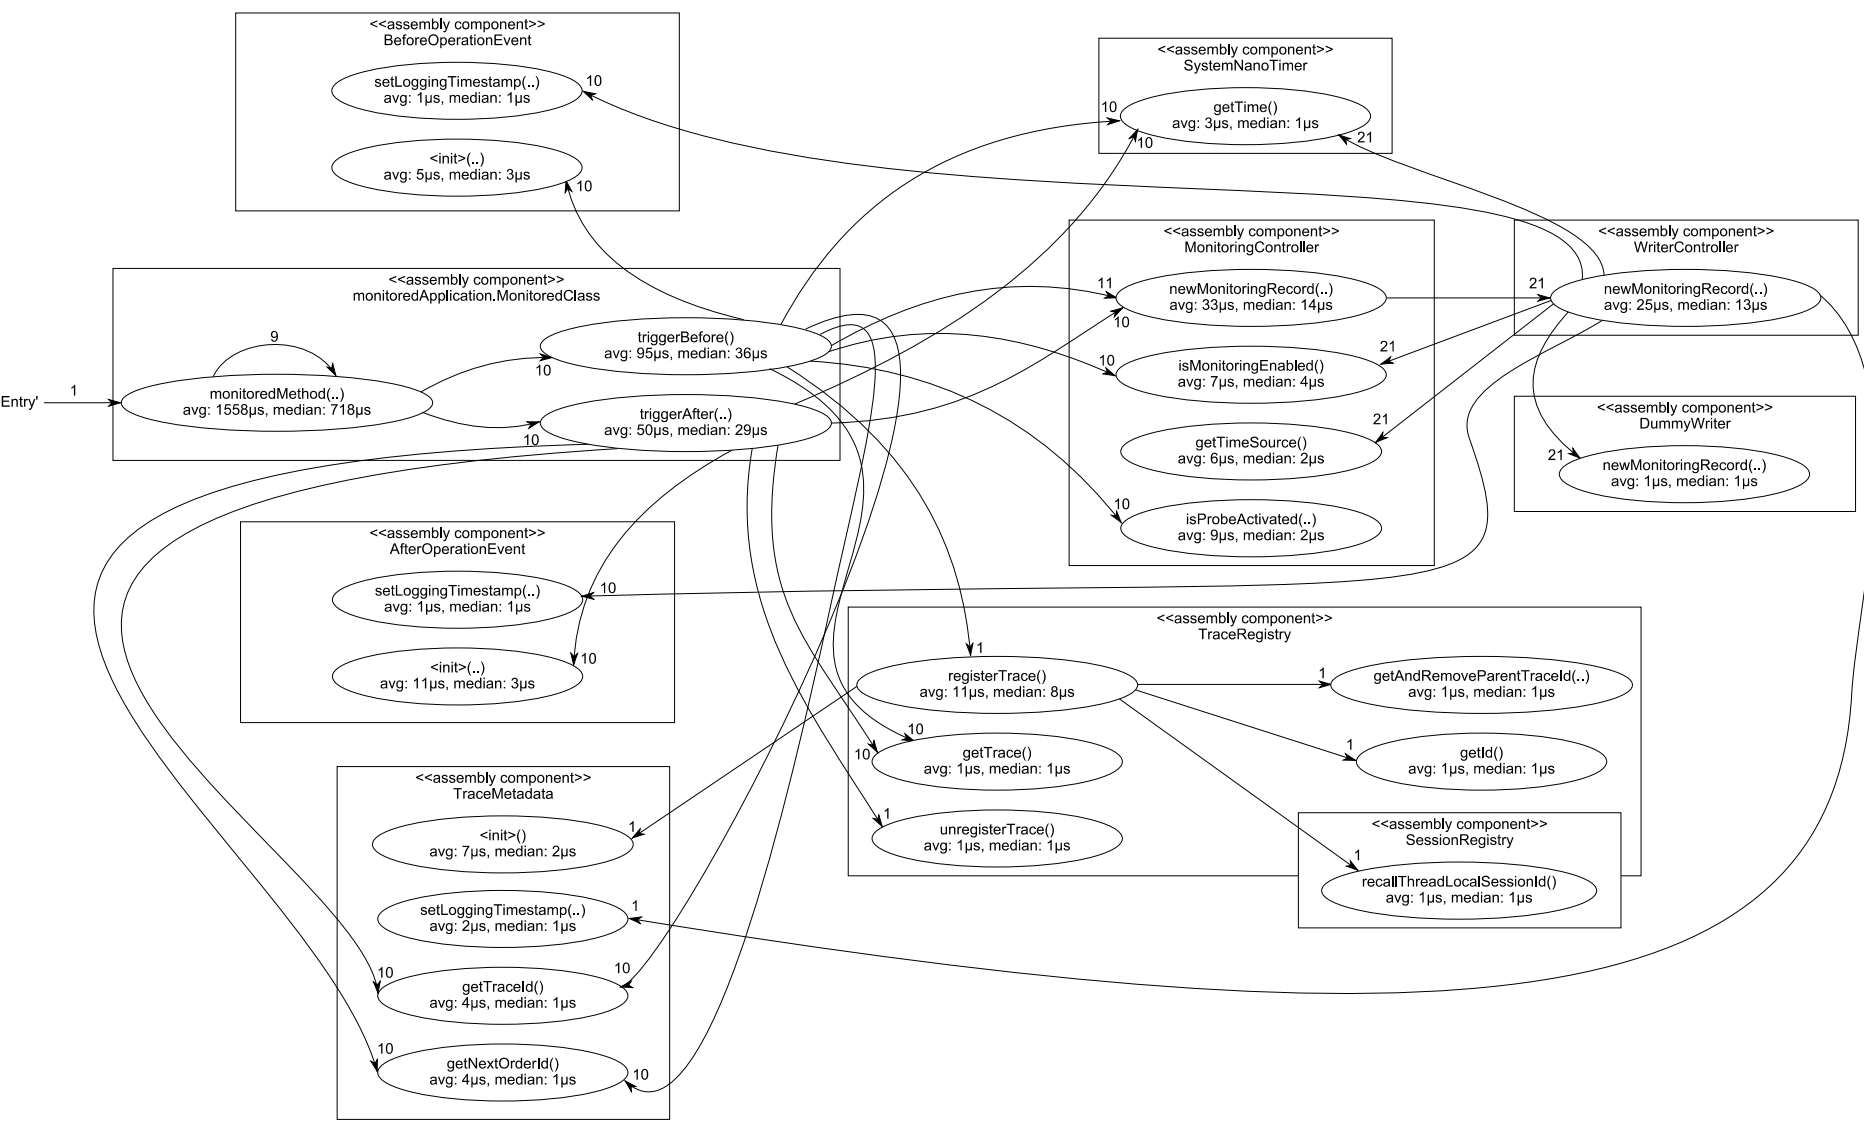 <<assembly component>>
BeforeOperationEvent
setLoggingTimestamp(..)
avg: 1µs, median: 1µs
10
<init>(..)
avg: 5µs, median: 3µs
10
<<assembly component>>
SystemNanoTimer
getTime()
avg: 3µs, median: 1µs
10
10
21
<<assembly component>>
monitoredApplication.MonitoredClass
9
triggerBefore()
avg: 95µs, median: 36µs
10
Entry'
1
monitoredMethod(..)
avg: 1558µs, median: 718µs
triggerAfter(..)
avg: 50µs, median: 29µs
10
<<assembly component>>
MonitoringController
11
newMonitoringRecord(..)
avg: 33µs, median: 14µs
10
isMonitoringEnabled()
avg: 7µs, median: 4µs
10
21
getTimeSource()
avg: 6µs, median: 2µs
21
10
isProbeActivated(..)
avg: 9µs, median: 2µs
<<assembly component>>
WriterController
21
newMonitoringRecord(..)
avg: 25µs, median: 13µs
<<assembly component>>
DummyWriter
21
newMonitoringRecord(..)
avg: 1µs, median: 1µs
<<assembly component>>
AfterOperationEvent
setLoggingTimestamp(..)
avg: 1µs, median: 1µs
10
<init>(..)
avg: 11µs, median: 3µs
10
<<assembly component>>
TraceRegistry
1
registerTrace()
avg: 11µs, median: 8µs
1
getAndRemoveParentTraceId(..)
avg: 1µs, median: 1µs
10
10
getTrace()
avg: 1µs, median: 1µs
1
getId()
avg: 1µs, median: 1µs
1
unregisterTrace()
avg: 1µs, median: 1µs
<<assembly component>>
SessionRegistry
1
recallThreadLocalSessionId()
avg: 1µs, median: 1µs
<<assembly component>>
TraceMetadata
<init>()
avg: 7µs, median: 2µs
1
setLoggingTimestamp(..)
avg: 2µs, median: 1µs
1
10
getTraceId()
avg: 4µs, median: 1µs
10
10
getNextOrderId()
avg: 4µs, median: 1µs
10